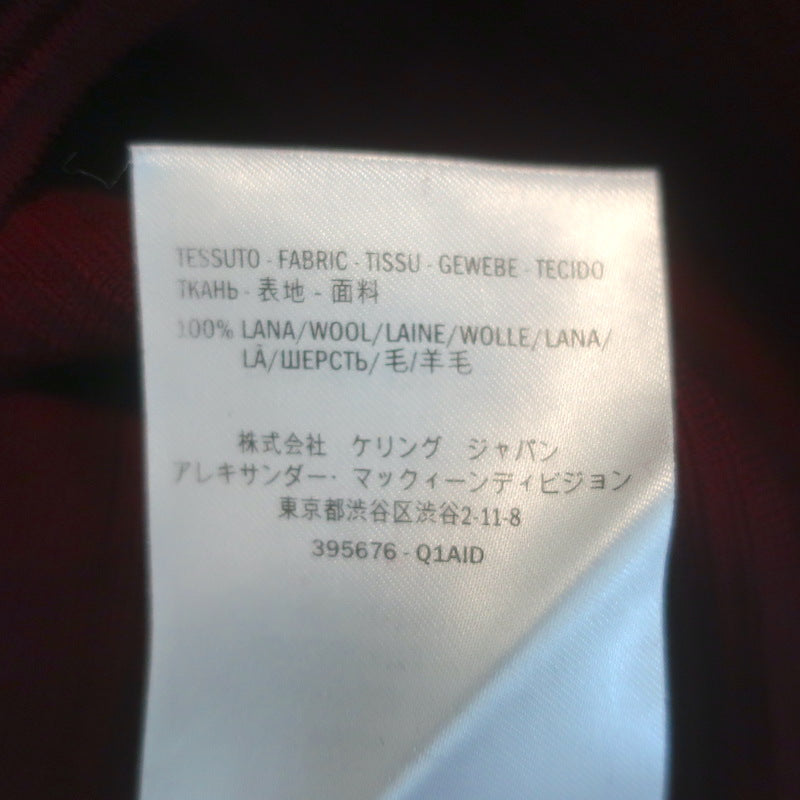 TESSUTO - FABRIC - TISSU - GEWEBE - TECIDO
ТКАНЬ - 表地 - 面料
100% LANA/WOOL/LAINE/WOLLE/LANA/
LÃ/ШЕРСТЬ/毛/羊毛
株式会社 ケリング ジャパン
アレキサンダー・マックィーンディビジョン
東京都渋谷区渋谷2-11-8
395676 - Q1AID